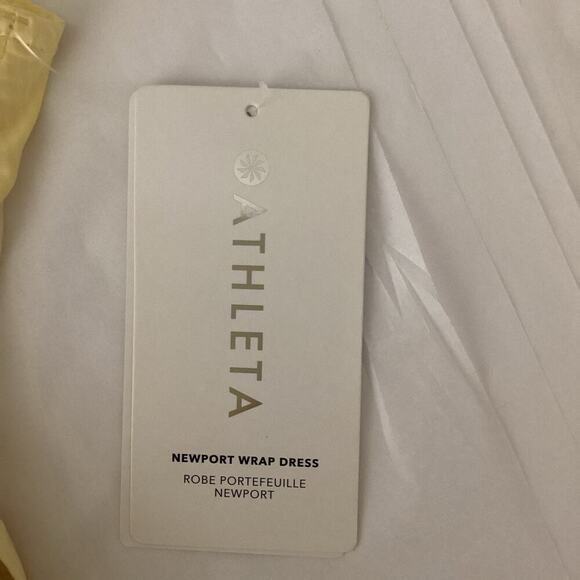 ATHLETA
NEWPORT WRAP DRESS
ROBE PORTEFEUILLE
NEWPORT